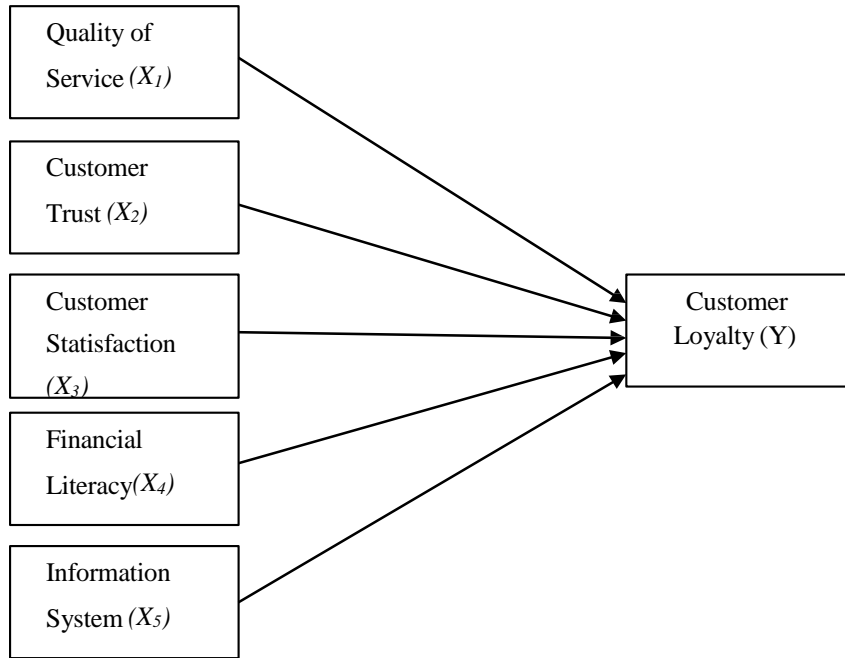 Quality of
Service (X1)
Customer
Trust (X2)
Customer
Statisfaction
(X3)
Financial
Literacy(X4)
Information
System (X5)
Customer
Loyalty (Y)